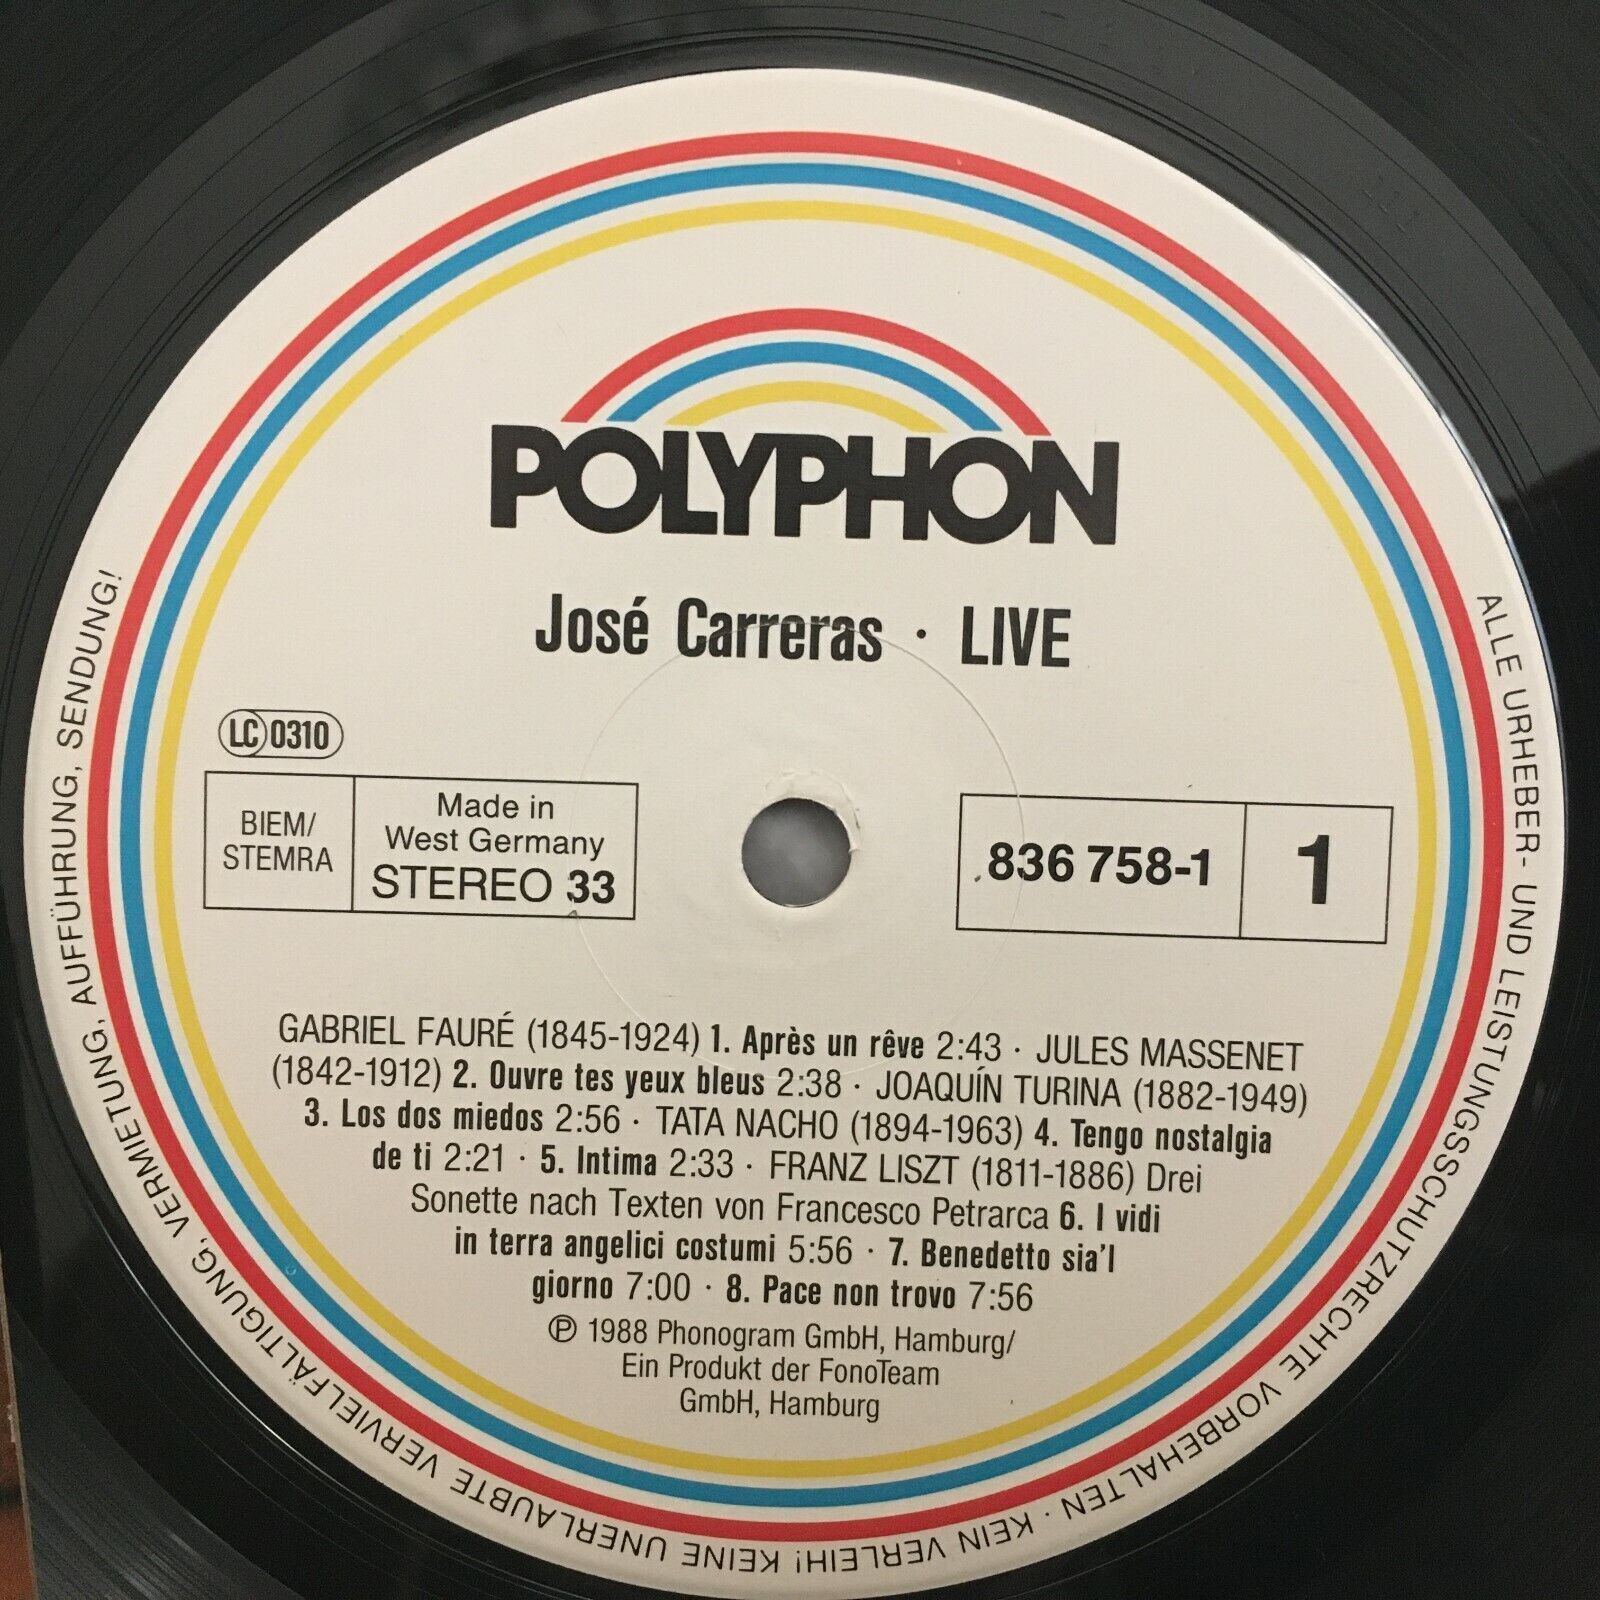 POLYPHON
José Carreras · LIVE
LC 0310
BIEM/
STEMRA
Made in
West Germany
STEREO 33
836 758-1
1
GABRIEL FAURÉ (1845-1924) 1. Après un rêve 2:43 · JULES MASSENET
(1842-1912) 2. Ouvre tes yeux bleus 2:38 · JOAQUÍN TURINA (1882-1949)
3. Los dos miedos 2:56 · TATA NACHO (1894-1963) 4. Tengo nostalgia
de ti 2:21 · 5. Intima 2:33 · FRANZ LISZT (1811-1886) Drei
Sonette nach Texten von Francesco Petrarca 6. I vidi
in terra angelici costumi 5:56 · 7. Benedetto sia'l
giorno 7:00 · 8. Pace non trovo 7:56
℗ 1988 Phonogram GmbH, Hamburg/
Ein Produkt der FonoTeam
GmbH, Hamburg
ALLE URHEBER- UND LEISTUNGSSCHUTZRECHTE VORBEHALTEN · KEIN VERLEIH! KEINE UNERLAUBTE VERVIELFÄLTIGUNG, VERMIETUNG, AUFFÜHRUNG, SENDUNG!